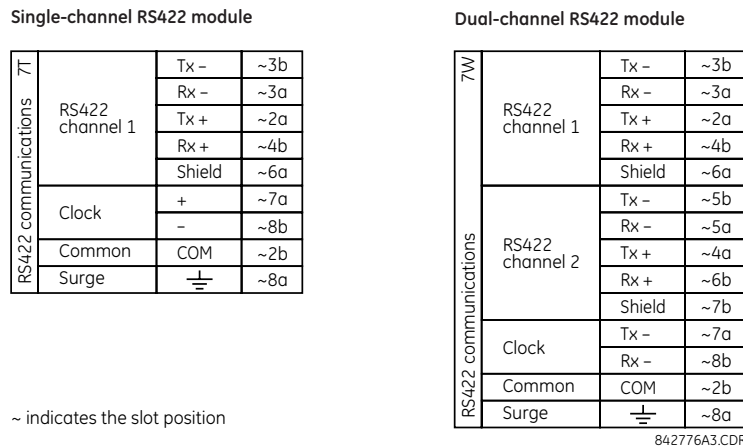 Single-channel RS422 module
7T
RS422 communications
RS422
channel 1
Tx – ~3b
Rx – ~3a
Tx + ~2a
Rx + ~4b
Shield ~6a
Clock
+ ~7a
– ~8b
Common COM ~2b
Surge ~8a
~ indicates the slot position
Dual-channel RS422 module
7W
RS422 communications
RS422
channel 1
Tx – ~3b
Rx – ~3a
Tx + ~2a
Rx + ~4b
Shield ~6a
RS422
channel 2
Tx – ~5b
Rx – ~5a
Tx + ~4a
Rx + ~6b
Shield ~7b
Clock
Tx – ~7a
Rx – ~8b
Common COM ~2b
Surge ~8a
842776A3.CDR